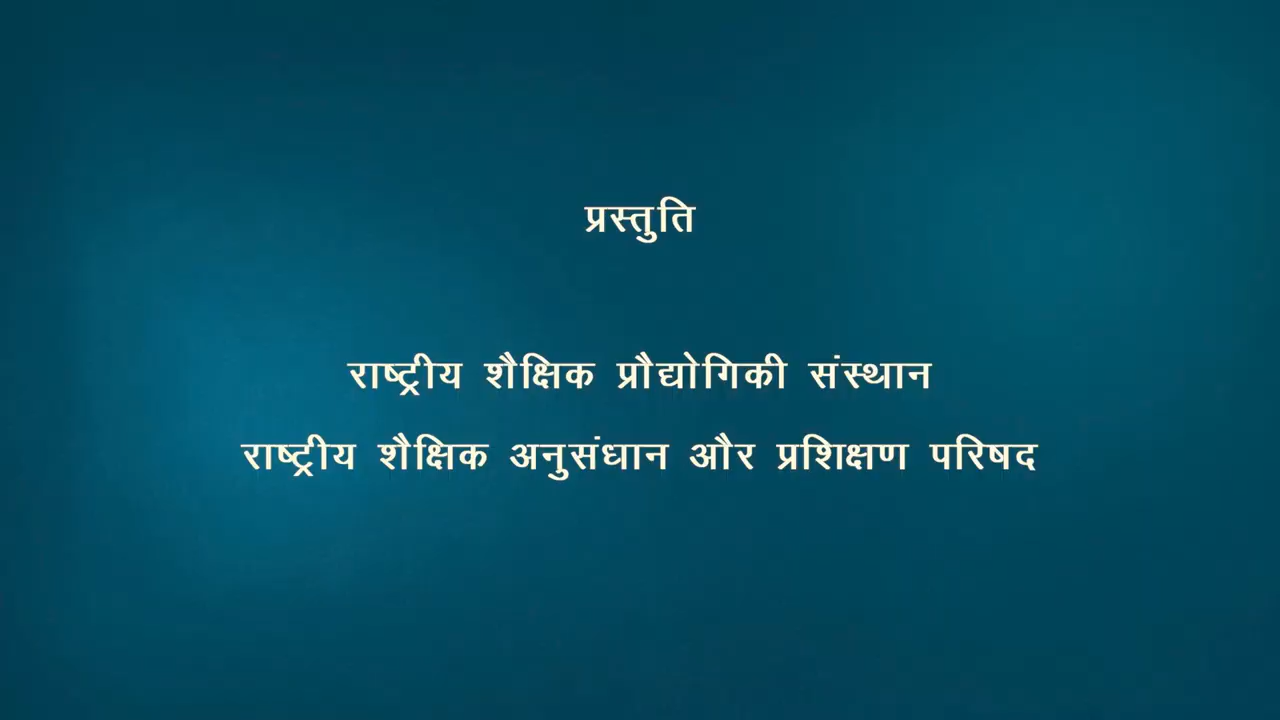 प्रस्तुति
राष्ट्रीय शैक्षिक प्रौद्योगिकी संस्थान
राष्ट्रीय शैक्षिक अनुसंधान और प्रशिक्षण परिषद